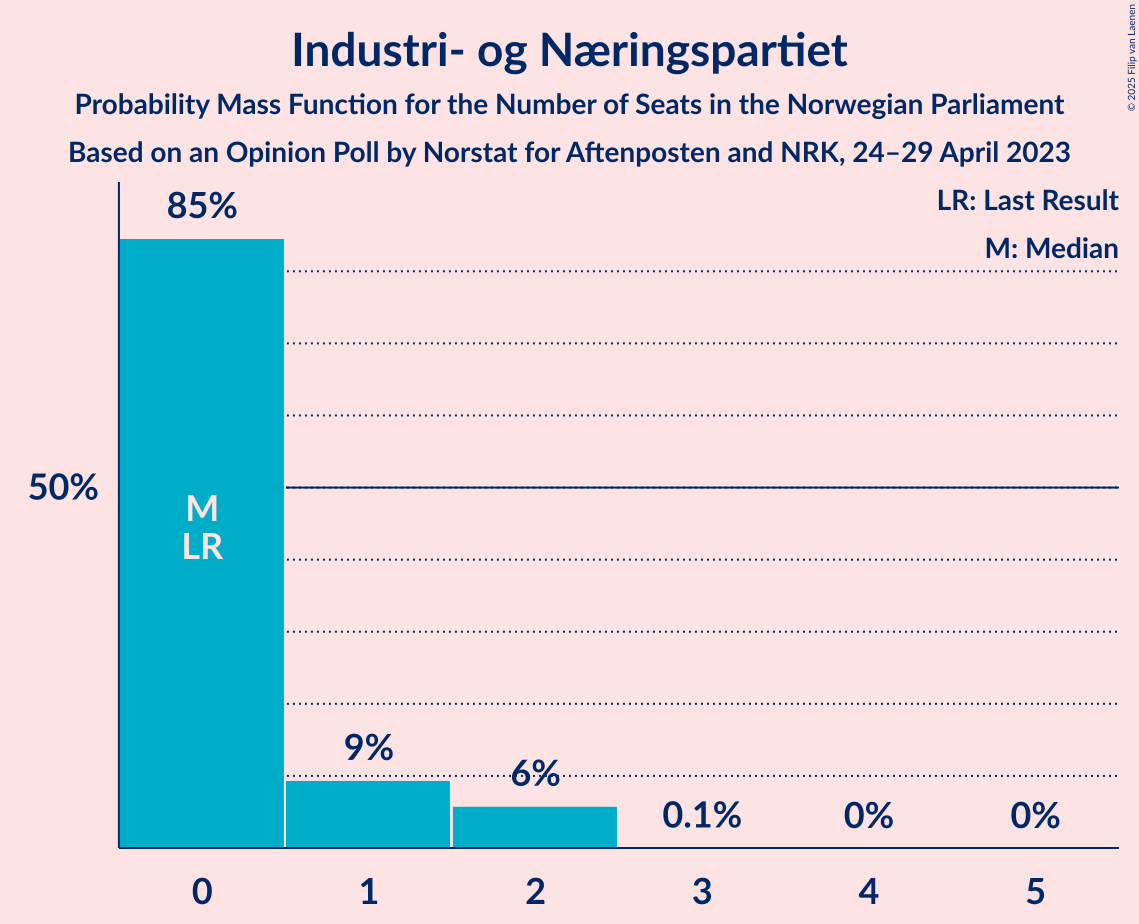 Industri- og Næringspartiet
Probability Mass Function for the Number of Seats in the Norwegian Parliament
Based on an Opinion Poll by Norstat for Aftenposten and NRK, 24–29 April 2023
© 2025 Filip van Laenen
LR: Last Result
M: Median
85%
50%
M
LR
9%
6%
0.1%
0%
0%
0
1
2
3
4
5